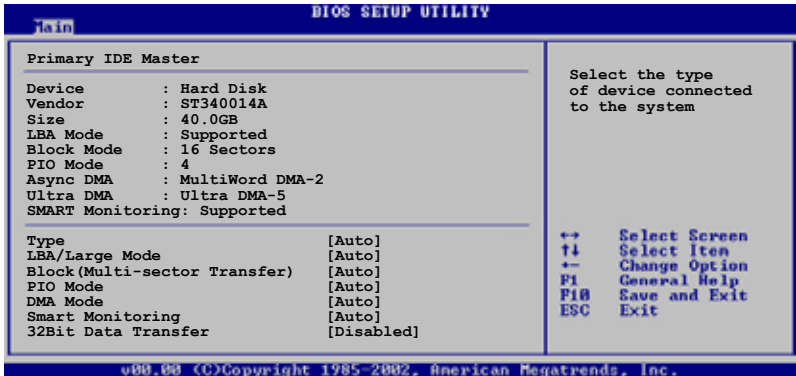 BIOS SETUP UTILITY
Main
Primary IDE Master
Device : Hard Disk
Vendor : ST340014A
Size : 40.0GB
LBA Mode : Supported
Block Mode : 16 Sectors
PIO Mode : 4
Async DMA : MultiWord DMA-2
Ultra DMA : Ultra DMA-5
SMART Monitoring: Supported
Type [Auto]
LBA/Large Mode [Auto]
Block(Multi-sector Transfer) [Auto]
PIO Mode [Auto]
DMA Mode [Auto]
Smart Monitoring [Auto]
32Bit Data Transfer [Disabled]
Select the type
of device connected
to the system
↔ Select Screen
↑↓ Select Item
+- Change Option
F1 General Help
F10 Save and Exit
ESC Exit
v00.00 (C)Copyright 1985-2002, American Megatrends, Inc.